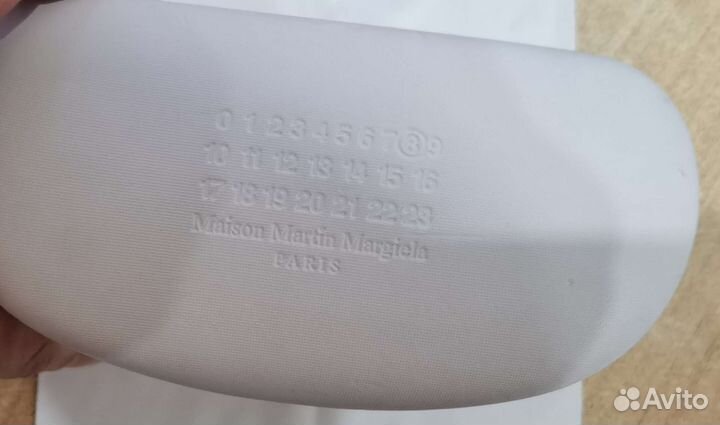 0 1 2 3 4 5 6 7 8 9
10 11 12 13 14 15 16
17 18 19 20 21 22 23
Maison Martin Margiela
PARIS
Avito